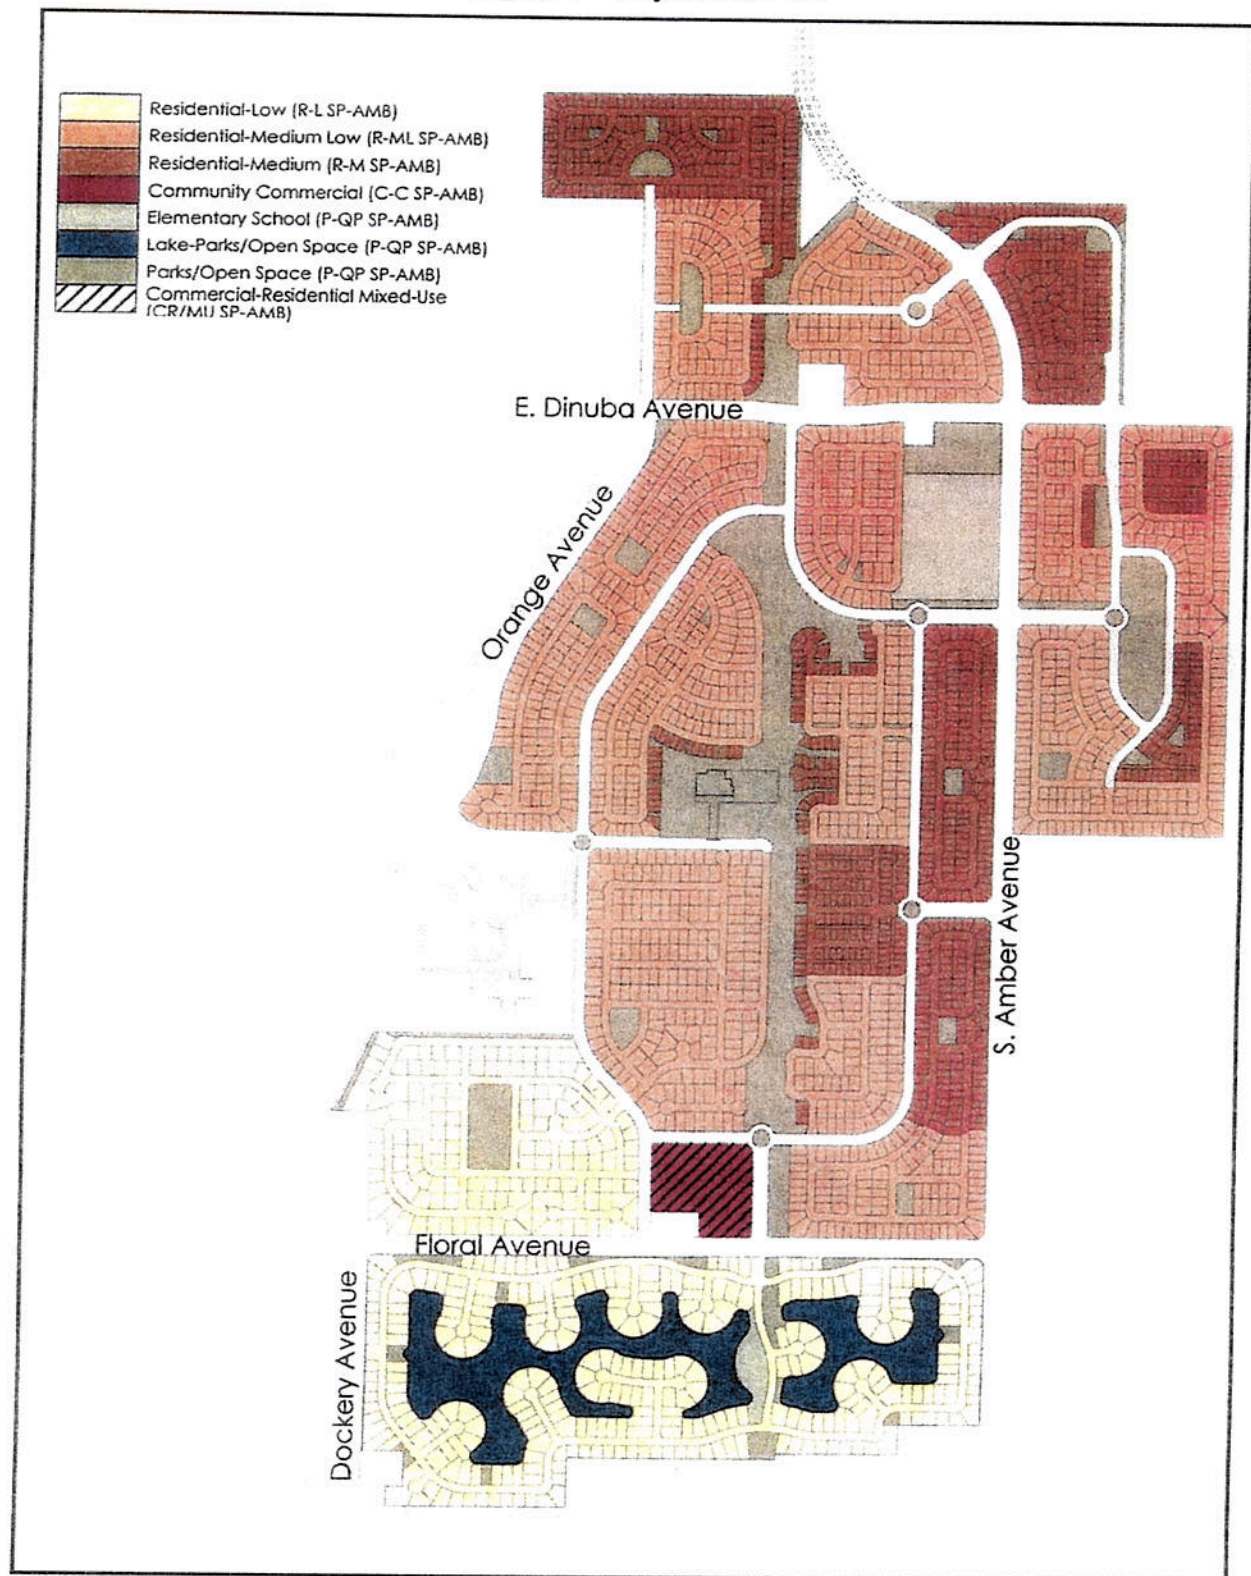 Residential-Low (R-L SP-AMB)
Residential-Medium Low (R-ML SP-AMB)
Residential-Medium (R-M SP-AMB)
Community Commercial (C-C SP-AMB)
Elementary School (P-QP SP-AMB)
Lake-Parks/Open Space (P-QP SP-AMB)
Parks/Open Space (P-QP SP-AMB)
Commercial-Residential Mixed-Use
(CR/MU SP-AMB)
E. Dinuba Avenue
Orange Avenue
S. Amber Avenue
Floral Avenue
Dockery Avenue